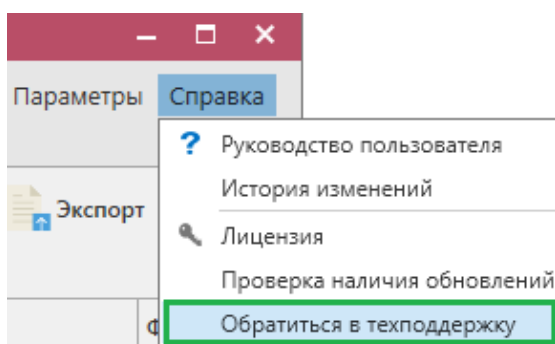 Параметры Справка
Руководство пользователя
История изменений
Экспорт
Лицензия
Проверка наличия обновлений
Обратиться в техподдержку